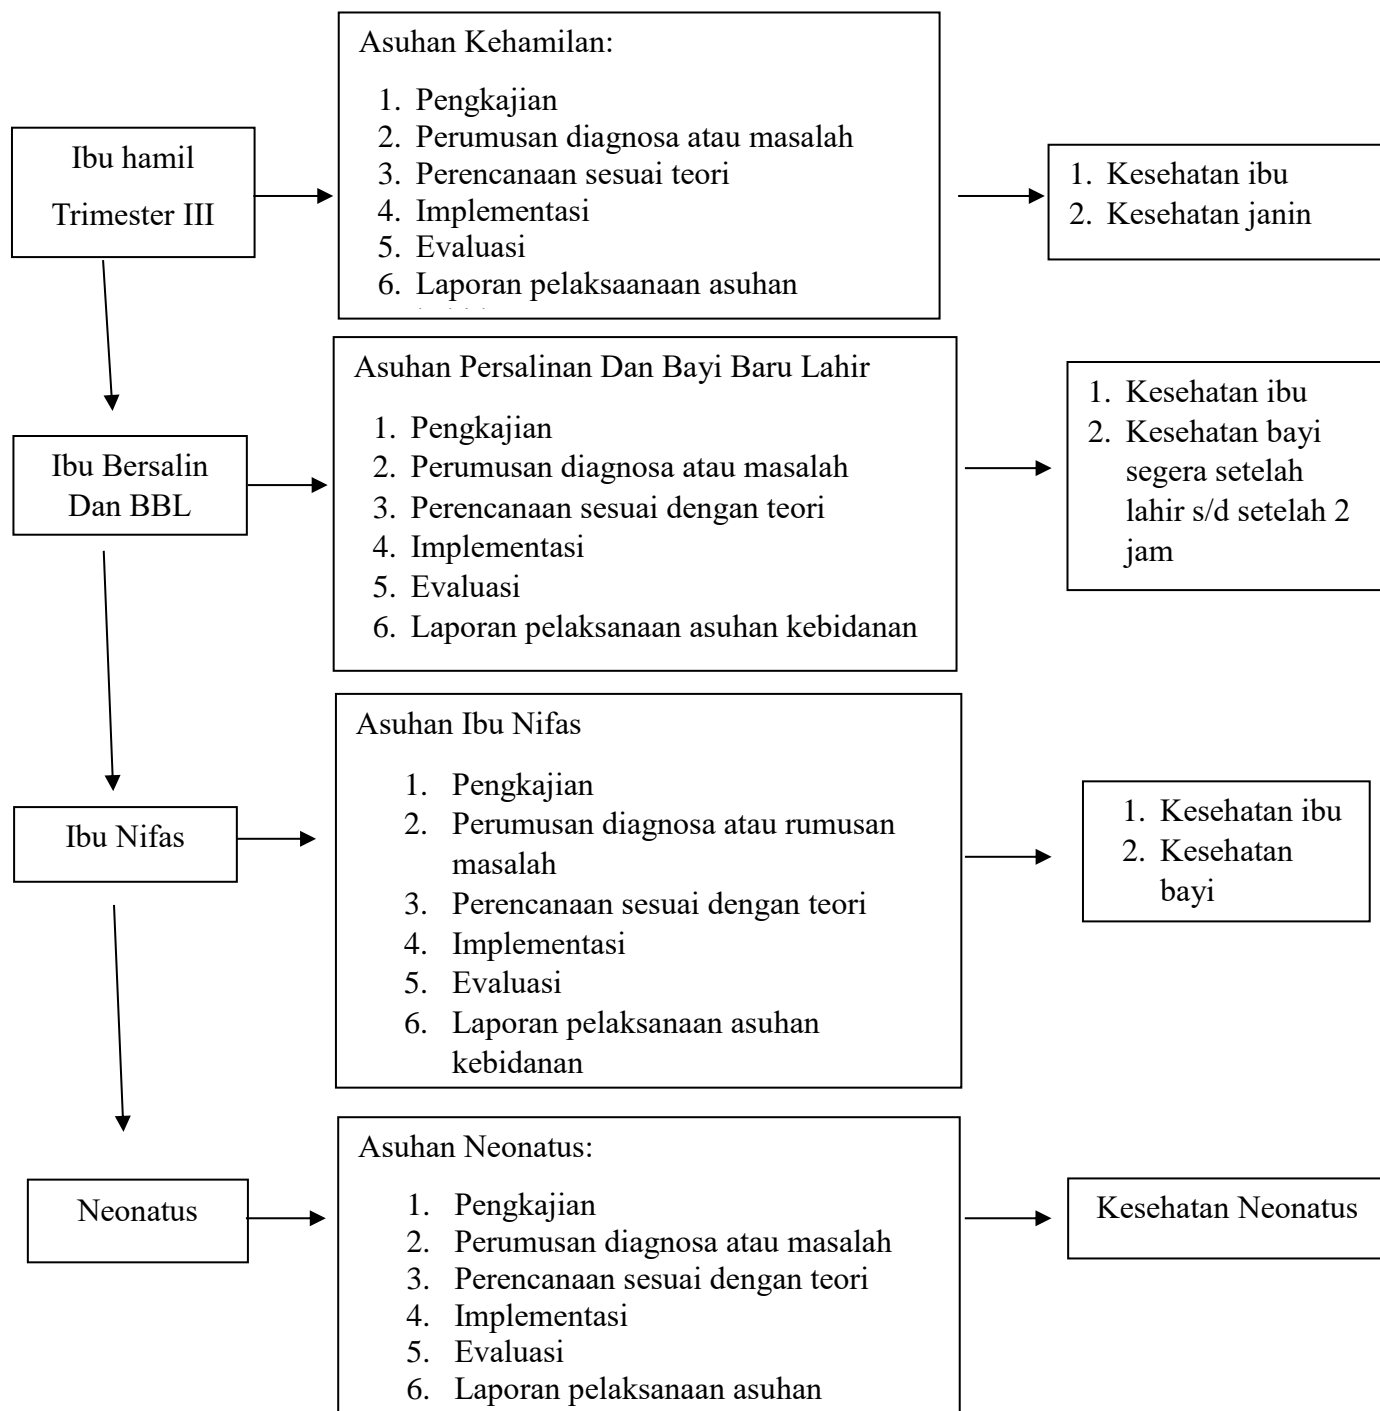 Ibu hamil
Trimester III
Asuhan Kehamilan:
1. Pengkajian
2. Perumusan diagnosa atau masalah
3. Perencanaan sesuai teori
4. Implementasi
5. Evaluasi
6. Laporan pelaksaanaan asuhan
1. Kesehatan ibu
2. Kesehatan janin
Ibu Bersalin
Dan BBL
Asuhan Persalinan Dan Bayi Baru Lahir
1. Pengkajian
2. Perumusan diagnosa atau masalah
3. Perencanaan sesuai dengan teori
4. Implementasi
5. Evaluasi
6. Laporan pelaksanaan asuhan kebidanan
1. Kesehatan ibu
2. Kesehatan bayi
segera setelah
lahir s/d setelah 2
jam
Ibu Nifas
Asuhan Ibu Nifas
1. Pengkajian
2. Perumusan diagnosa atau rumusan
masalah
3. Perencanaan sesuai dengan teori
4. Implementasi
5. Evaluasi
6. Laporan pelaksanaan asuhan
kebidanan
1. Kesehatan ibu
2. Kesehatan
bayi
Neonatus
Asuhan Neonatus:
1. Pengkajian
2. Perumusan diagnosa atau masalah
3. Perencanaan sesuai dengan teori
4. Implementasi
5. Evaluasi
6. Laporan pelaksanaan asuhan
Kesehatan Neonatus